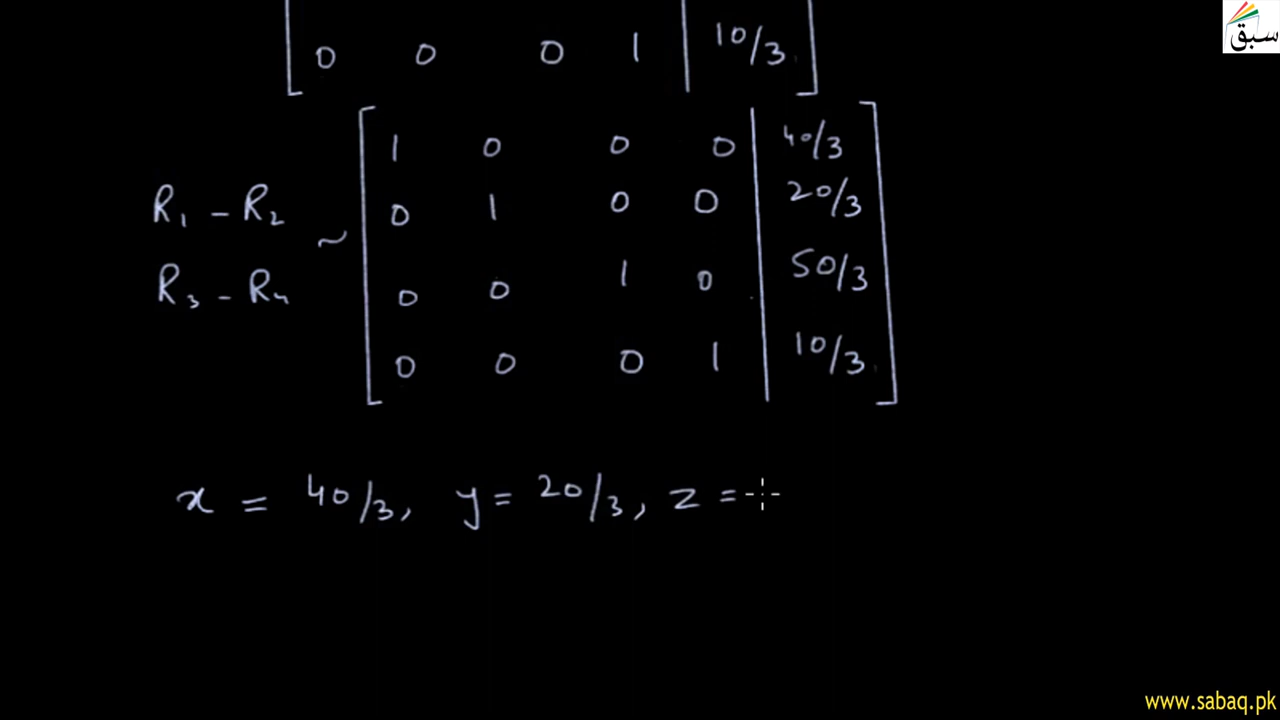 سبق
0 0 0 1 | 10/3
1 0 0 0 | 40/3
R₁ - R₂ ~ 0 1 0 0 | 20/3
R₃ - R₄ 0 0 1 0 | 50/3
0 0 0 1 | 10/3
x = 40/3, y = 20/3, z =
www.sabaq.pk